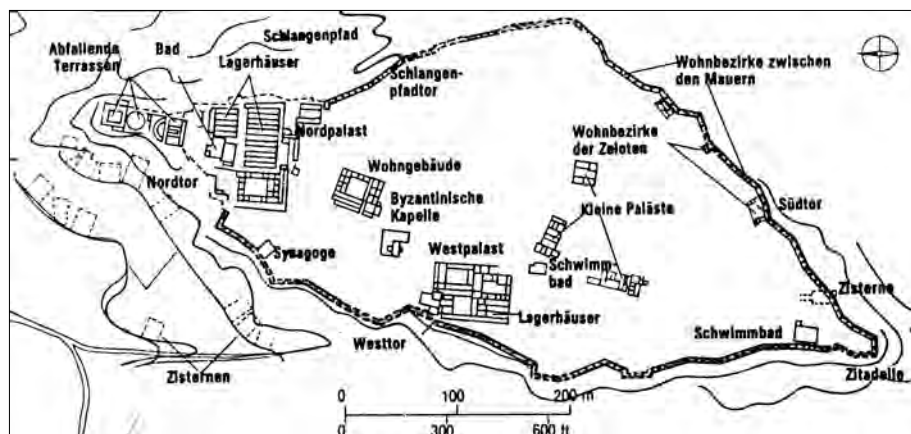 Abfallende
Terrassen
Bad
Lagerhäuser
Schlangenpfad
Schlangen-
pfadtor
Wohnbezirke zwischen
den Mauern
Nordpalast
Wohnbezirke
der Zeloten
Wohngebäude
Nordtor
Byzantinische
Kapelle
Kleine Paläste
Südtor
Synagoge
Westpalast
Schwimm-
bad
Zisterne
Lagerhäuser
Schwimmbad
Westtor
Zisternen
Zitadelle
0 100 200 m
0 300 600 ft